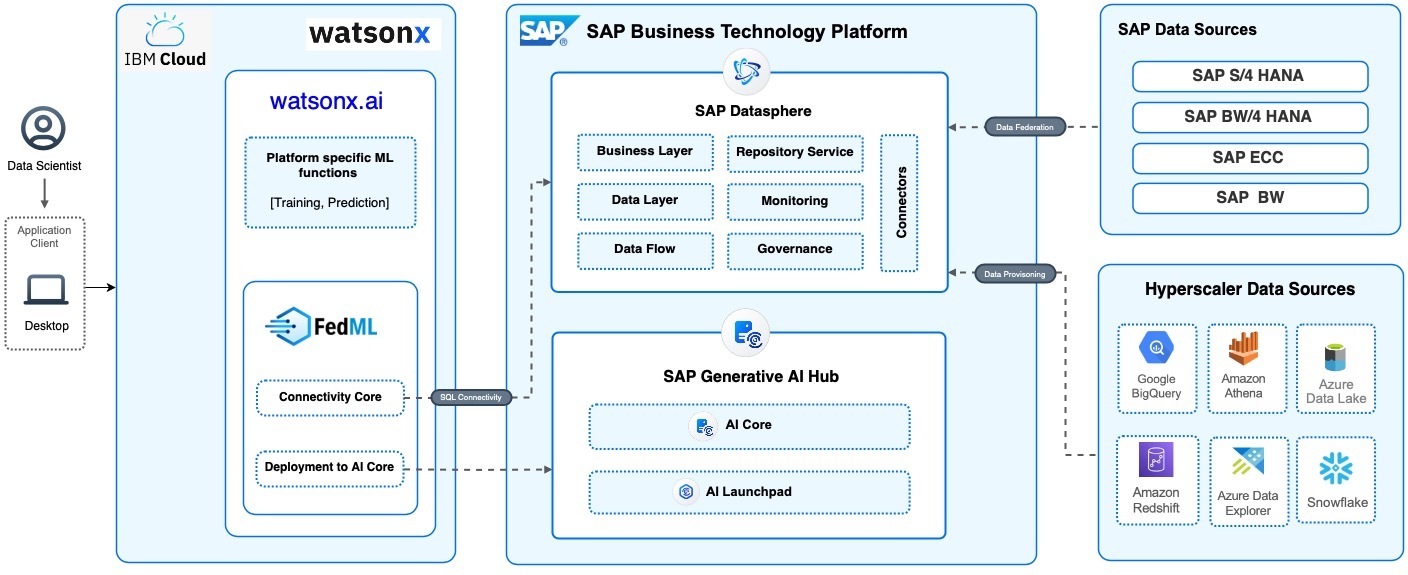 IBM Cloud
watsonx
watsonx.ai
Platform specific ML
functions
[Training, Prediction]
Data Scientist
Application
Client
Desktop
FedML
Connectivity Core
Deployment to AI Core
SQL Connectivity
SAP®
SAP Business Technology Platform
SAP Datasphere
Business Layer
Repository Service
Data Layer
Monitoring
Data Flow
Governance
Connectors
SAP Generative AI Hub
AI Core
AI Launchpad
Data Federation
Data Provisoning
SAP Data Sources
SAP S/4 HANA
SAP BW/4 HANA
SAP ECC
SAP BW
Hyperscaler Data Sources
Google
BigQuery
Amazon
Athena
Azure
Data Lake
Amazon
Redshift
Azure Data
Explorer
Snowflake